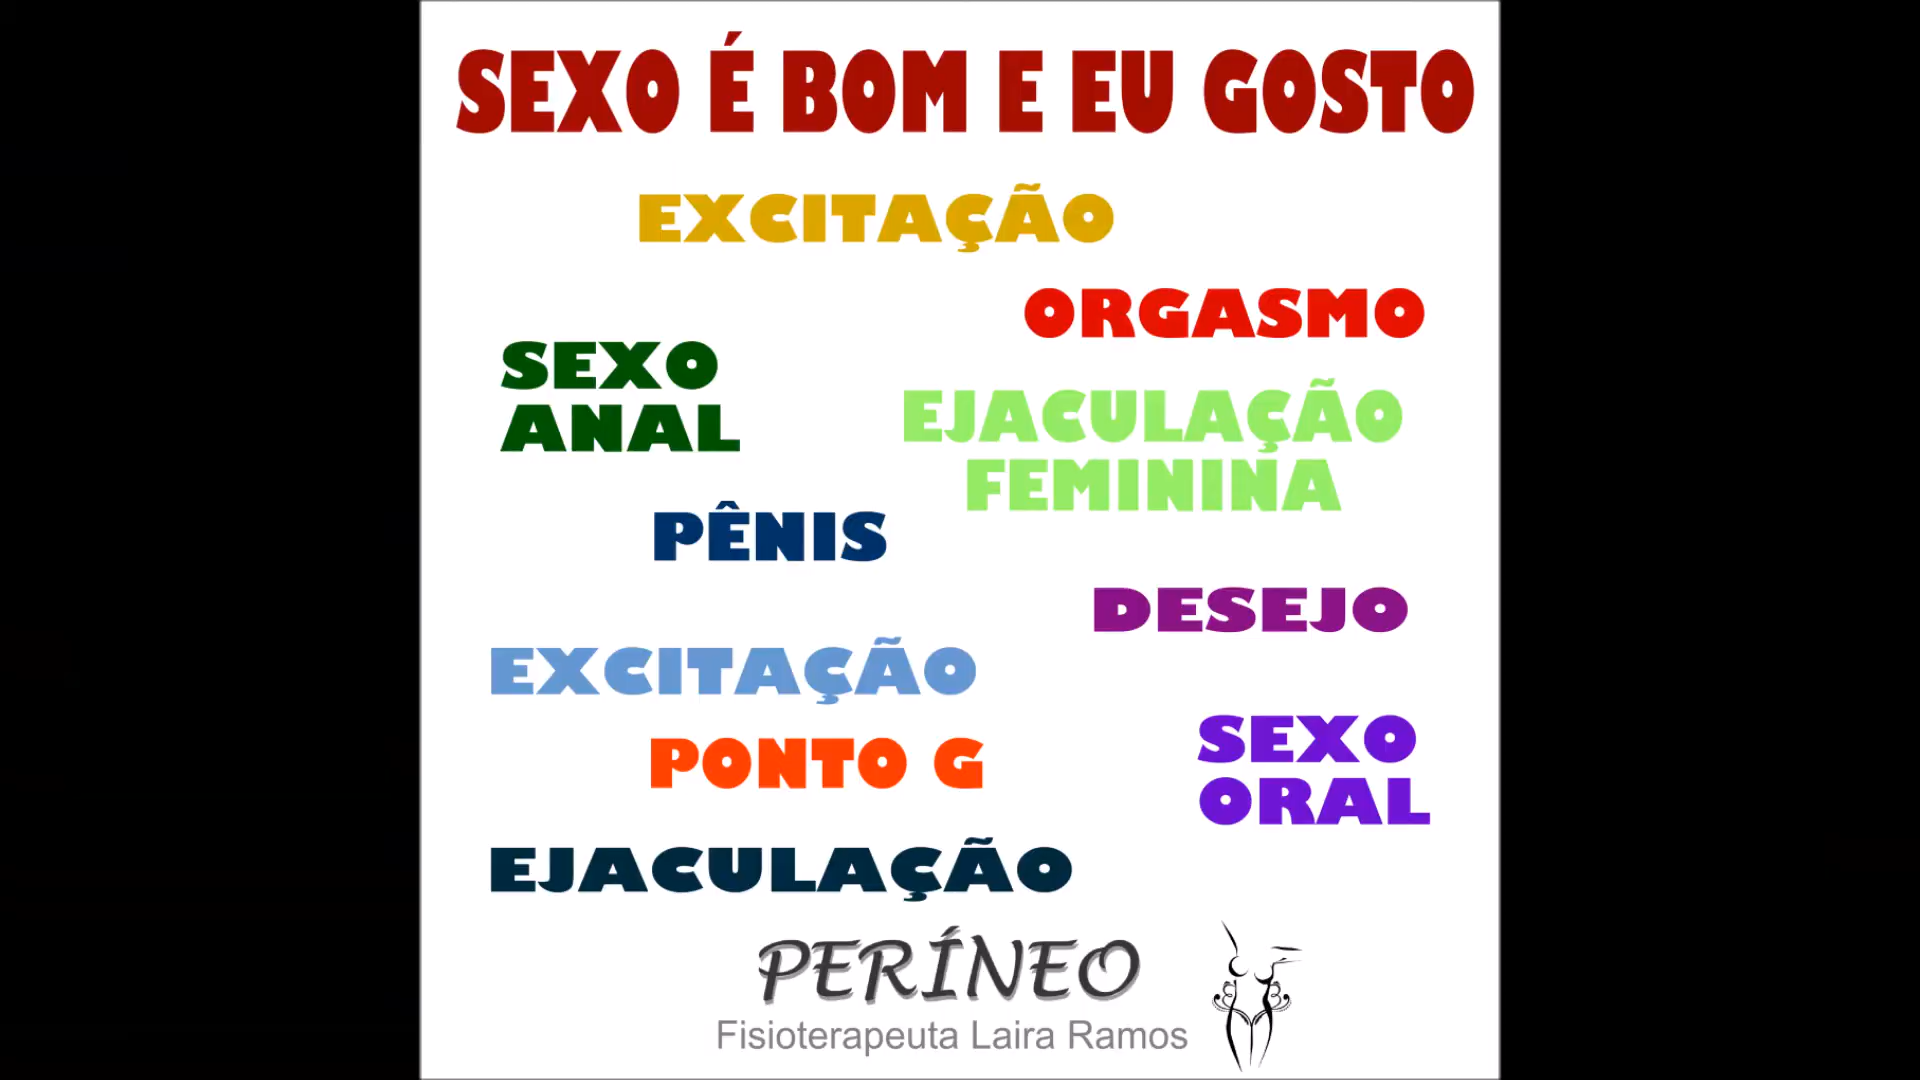 SEXO É BOM E EU GOSTO
EXCITAÇÃO
ORGASMO
SEXO
ANAL
EJACULAÇÃO
FEMININA
PÊNIS
DESEJO
EXCITAÇÃO
SEXO
ORAL
PONTO G
EJACULAÇÃO
PERÍNEO
Fisioterapeuta Laira Ramos